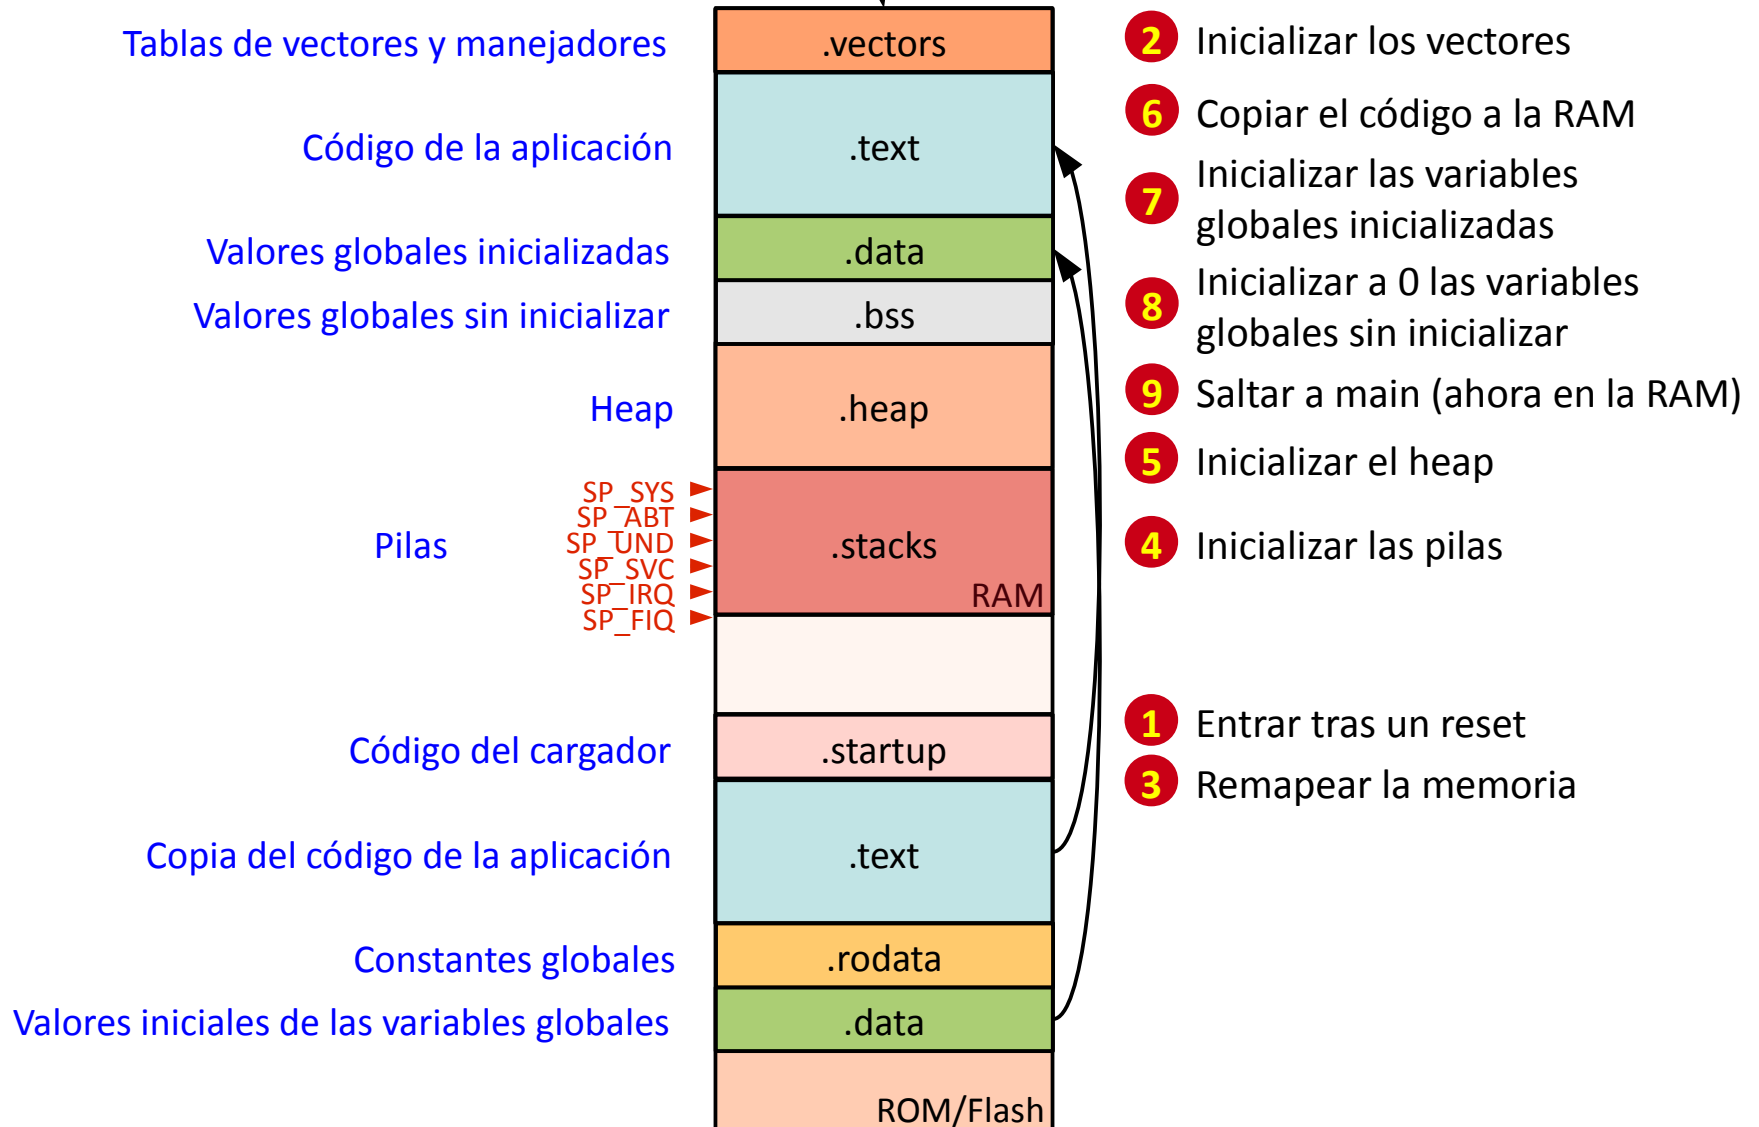 Tablas de vectores y manejadores
.vectors
2 Inicializar los vectores
Código de la aplicación
.text
6 Copiar el código a la RAM
7 Inicializar las variables
globales inicializadas
Valores globales inicializadas
.data
Valores globales sin inicializar
.bss
8 Inicializar a 0 las variables
globales sin inicializar
Heap
.heap
9 Saltar a main (ahora en la RAM)
5 Inicializar el heap
Pilas
SP_SYS
SP_ABT
SP_UND
SP_SVC
SP_IRQ
SP_FIQ
.stacks
RAM
4 Inicializar las pilas
1 Entrar tras un reset
Código del cargador
.startup
3 Remapear la memoria
Copia del código de la aplicación
.text
Constantes globales
.rodata
Valores iniciales de las variables globales
.data
ROM/Flash